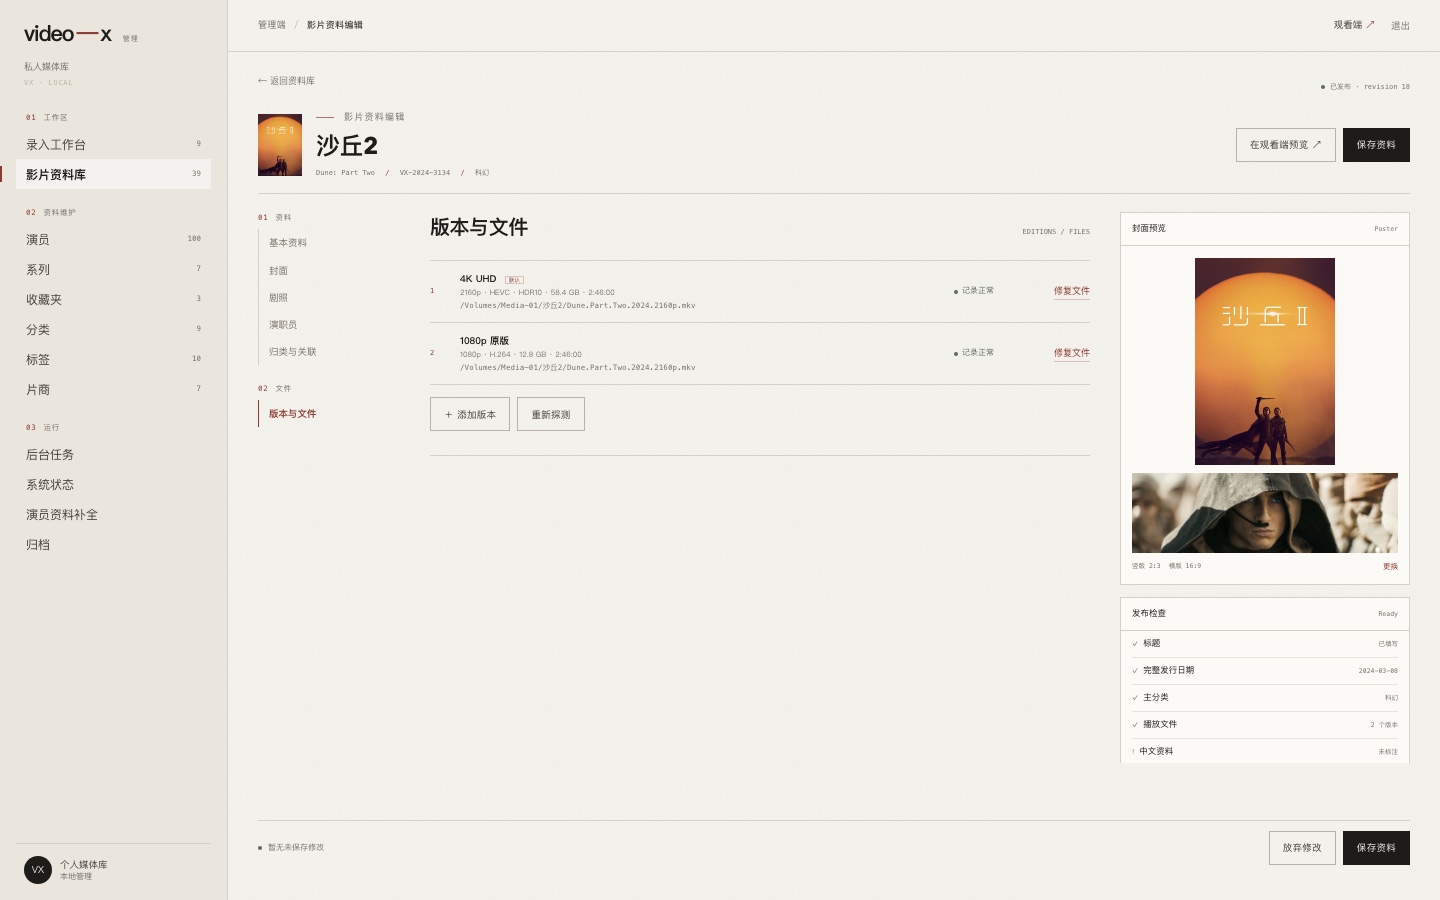 video—x 管理
私人媒体库
VX · LOCAL
01 工作区
录入工作台 9
影片资料库 39
02 资料维护
演员 100
系列 7
收藏夹 3
分类 9
标签 10
片商 7
03 运行
后台任务
系统状态
演员资料补全
归档
VX
个人媒体库
本地管理
管理端 / 影片资料编辑
观看端 ↗ 退出
← 返回资料库
已发布 · revision 18
沙丘 II
影片资料编辑
沙丘2
Dune: Part Two / VX-2024-3134 / 科幻
在观看端预览 ↗
保存资料
01 资料
基本资料
封面
剧照
演职员
归类与关联
02 文件
版本与文件
版本与文件
EDITIONS / FILES
1
4K UHD 默认
2160p · HEVC · HDR10 · 58.4 GB · 2:46:00
/Volumes/Media-01/沙丘2/Dune.Part.Two.2024.2160p.mkv
记录正常
修复文件
2
1080p 原版
1080p · H.264 · 12.8 GB · 2:46:00
/Volumes/Media-01/沙丘2/Dune.Part.Two.2024.2160p.mkv
记录正常
修复文件
+ 添加版本
重新探测
封面预览 Poster
沙丘 II
竖版 2:3 横版 16:9
更换
发布检查 Ready
✓ 标题 已填写
✓ 完整发行日期 2024-03-08
✓ 主分类 科幻
✓ 播放文件 2 个版本
! 中文资料 未标注
暂无未保存修改
放弃修改
保存资料